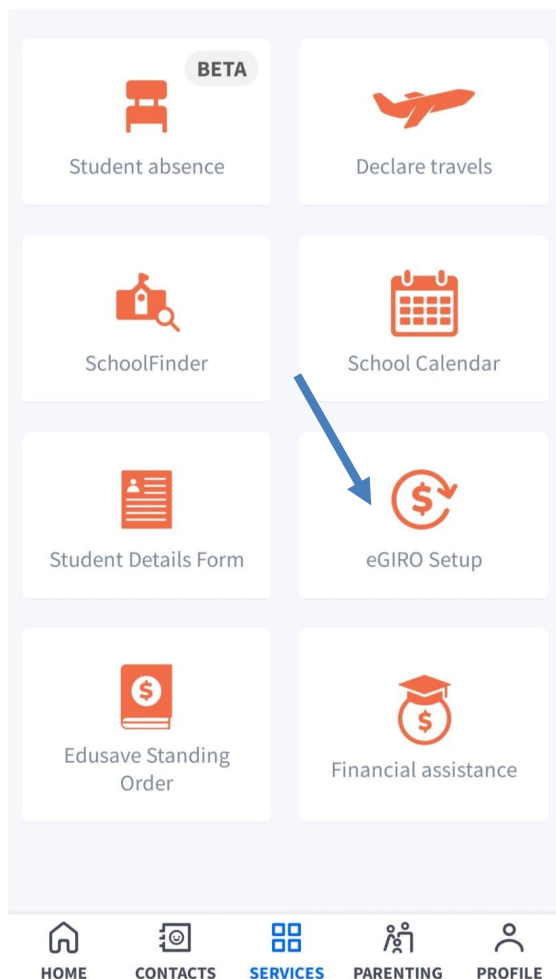 BETA
Student absence
Declare travels
SchoolFinder
School Calendar
Student Details Form
$
eGIRO Setup
$
Edusave Standing
Order
$
Financial assistance
HOME
CONTACTS
SERVICES
PARENTING
PROFILE